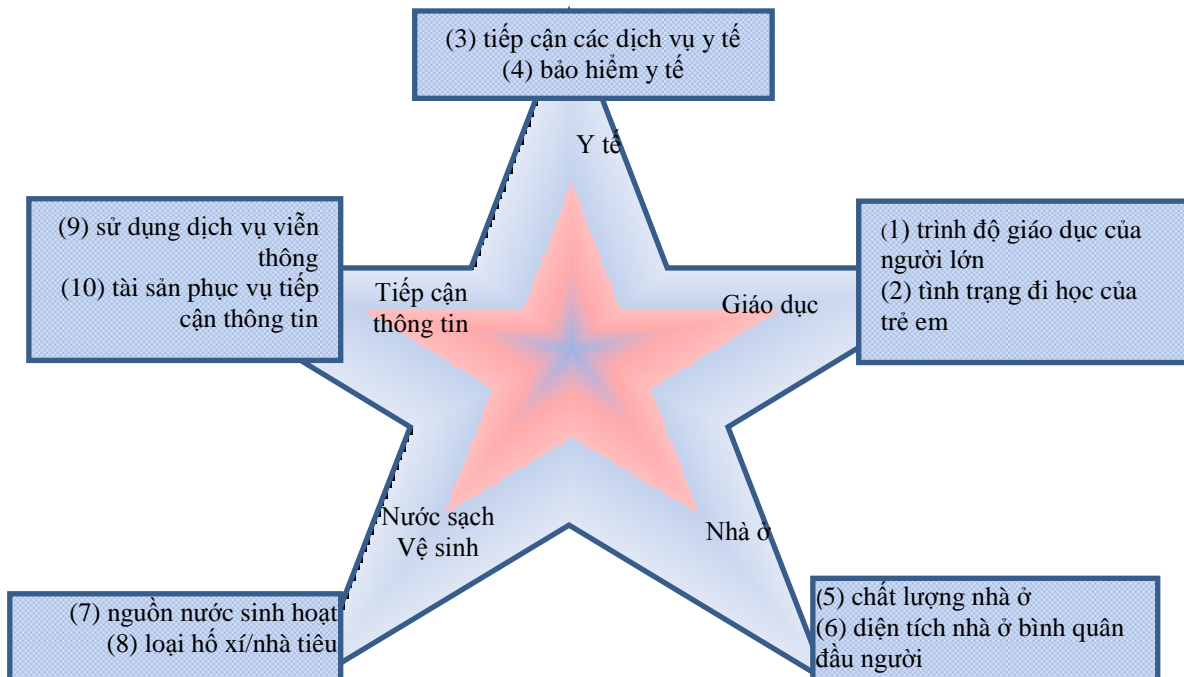 (3) tiếp cận các dịch vụ y tế
(4) bảo hiểm y tế
Y tế
(9) sử dụng dịch vụ viễn
thông
(10) tài sản phục vụ tiếp
cận thông tin
(1) trình độ giáo dục của
người lớn
(2) tình trạng đi học của
trẻ em
Tiếp cận
thông tin
Giáo dục
Nước sạch
Vệ sinh
Nhà ở
(7) nguồn nước sinh hoạt
(8) loại hố xí/nhà tiêu
(5) chất lượng nhà ở
(6) diện tích nhà ở bình quân
đầu người